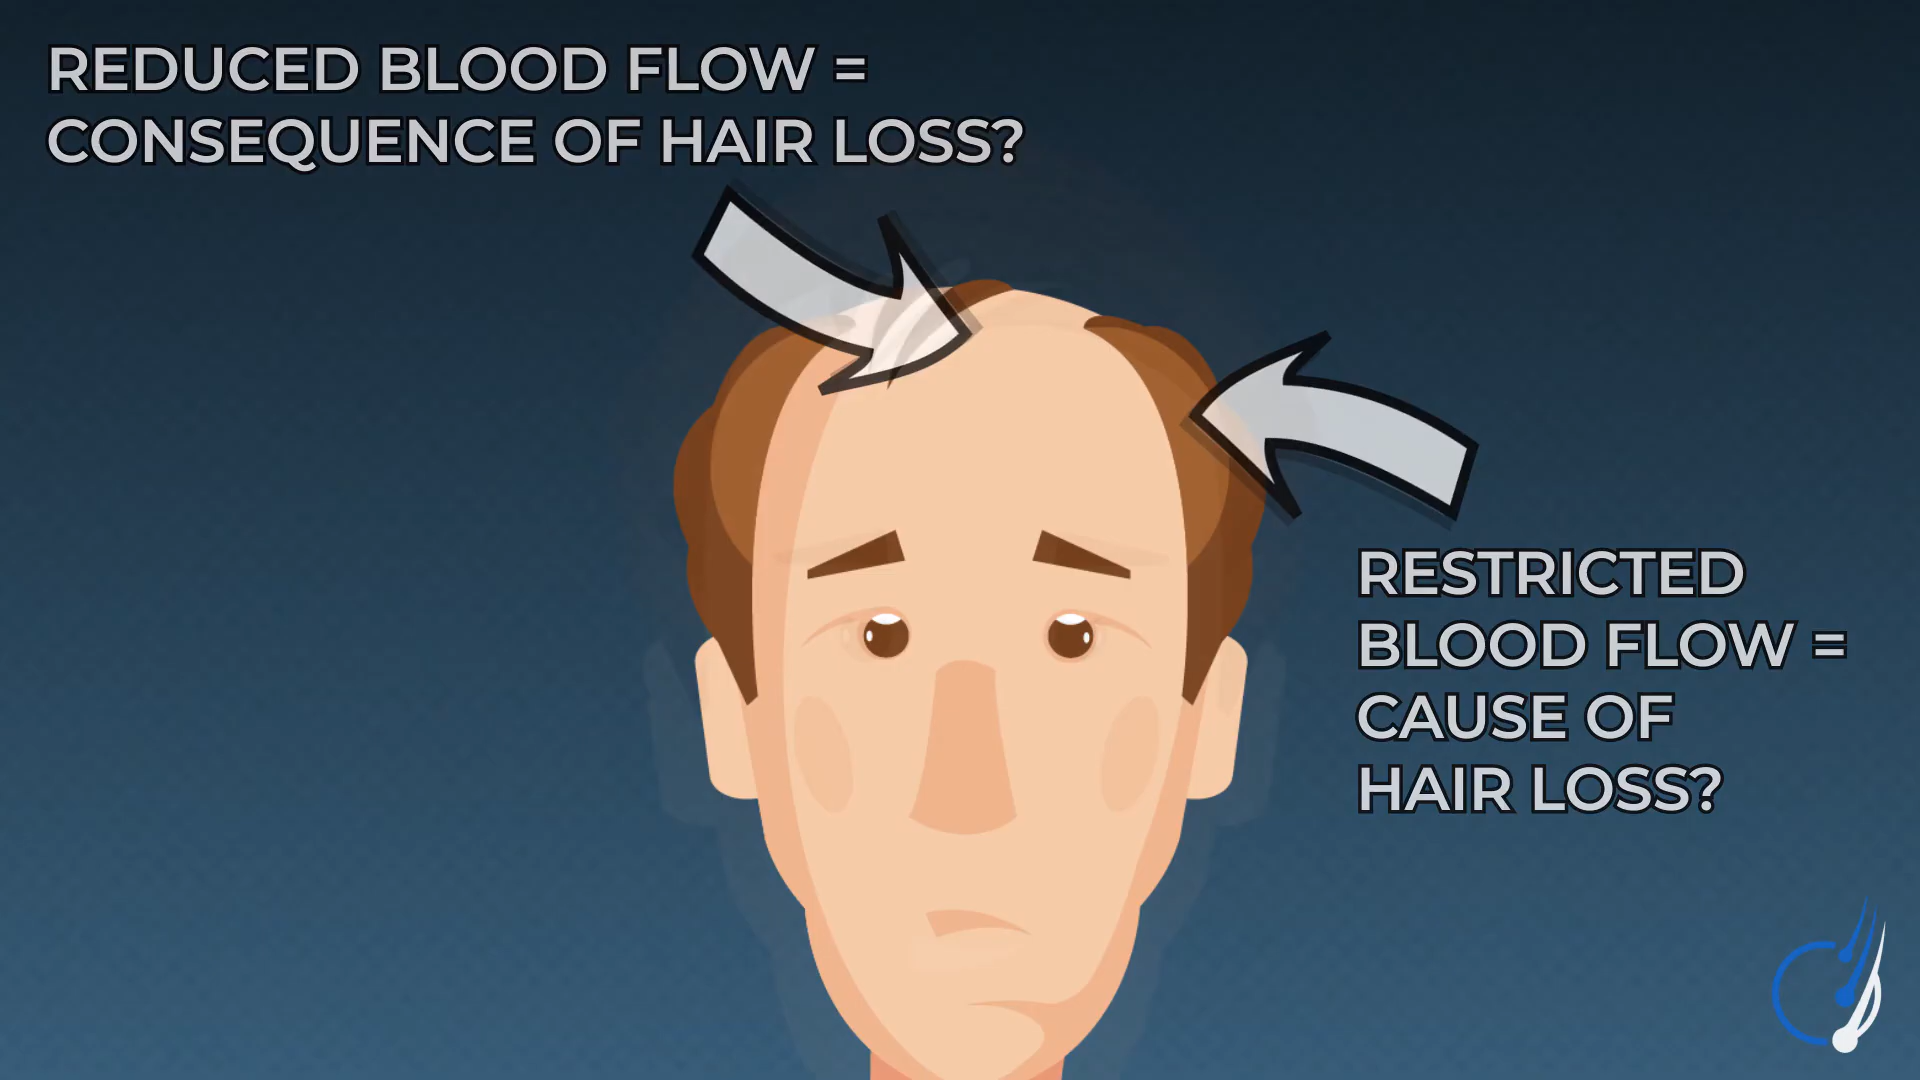 REDUCED BLOOD FLOW =
CONSEQUENCE OF HAIR LOSS?
RESTRICTED
BLOOD FLOW =
CAUSE OF
HAIR LOSS?